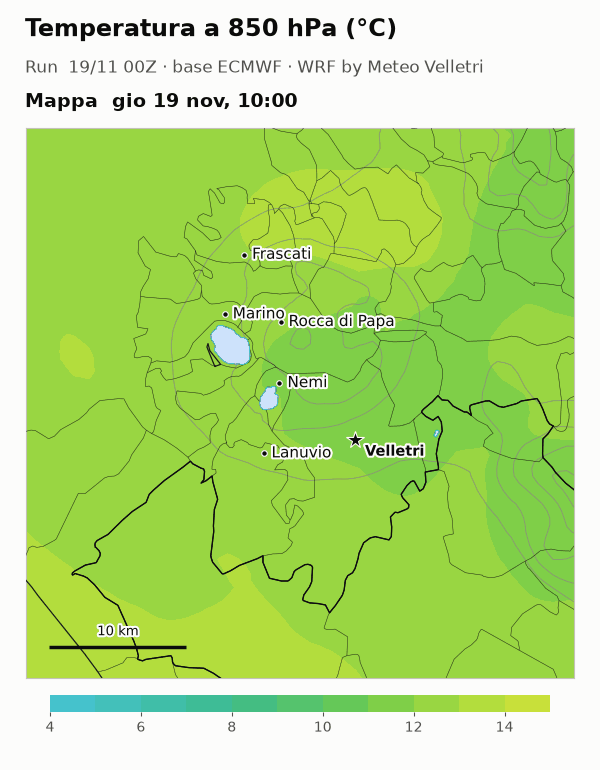 Temperatura a 850 hPa (°C)
Run  19/11 00Z · base ECMWF · WRF by Meteo Velletri
Mappa  gio 19 nov, 10:00
Frascati
Marino
Rocca di Papa
Nemi
Velletri
Lanuvio
10 km
4 6 8 10 12 14